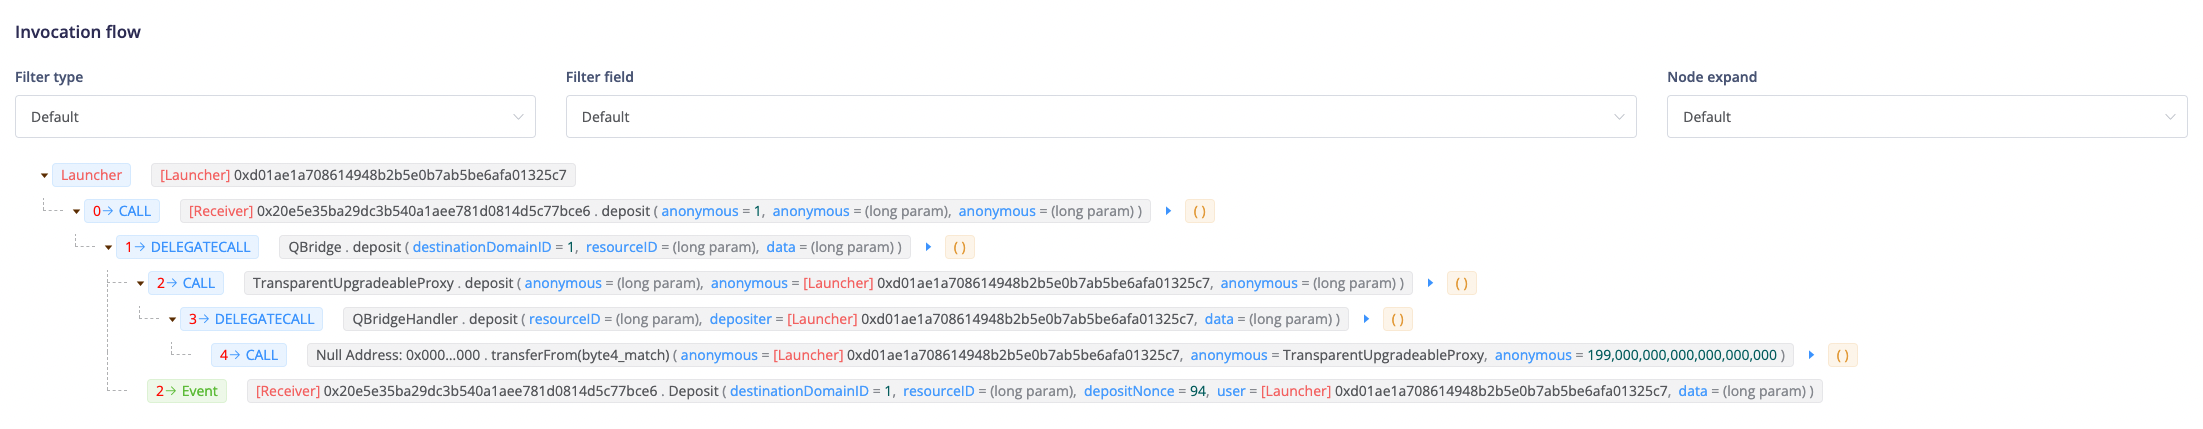 Invocation flow
Filter type Filter field Node expand
Default Default Default
Launcher [Launcher] 0xd01ae1a708614948b2b5e0b7ab5be6afa01325c7
0→ CALL [Receiver] 0x20e5e35ba29dc3b540a1aee781d0814d5c77bce6 . deposit ( anonymous = 1, anonymous = (long param), anonymous = (long param) ) ( )
1→ DELEGATECALL QBridge . deposit ( destinationDomainID = 1, resourceID = (long param), data = (long param) ) ( )
2→ CALL TransparentUpgradeableProxy . deposit ( anonymous = (long param), anonymous = [Launcher] 0xd01ae1a708614948b2b5e0b7ab5be6afa01325c7, anonymous = (long param) ) ( )
3→ DELEGATECALL QBridgeHandler . deposit ( resourceID = (long param), depositer = [Launcher] 0xd01ae1a708614948b2b5e0b7ab5be6afa01325c7, data = (long param) ) ( )
4→ CALL Null Address: 0x000...000 . transferFrom(byte4_match) ( anonymous = [Launcher] 0xd01ae1a708614948b2b5e0b7ab5be6afa01325c7, anonymous = TransparentUpgradeableProxy, anonymous = 199,000,000,000,000,000,000 ) ( )
2→ Event [Receiver] 0x20e5e35ba29dc3b540a1aee781d0814d5c77bce6 . Deposit ( destinationDomainID = 1, resourceID = (long param), depositNonce = 94, user = [Launcher] 0xd01ae1a708614948b2b5e0b7ab5be6afa01325c7, data = (long param) )